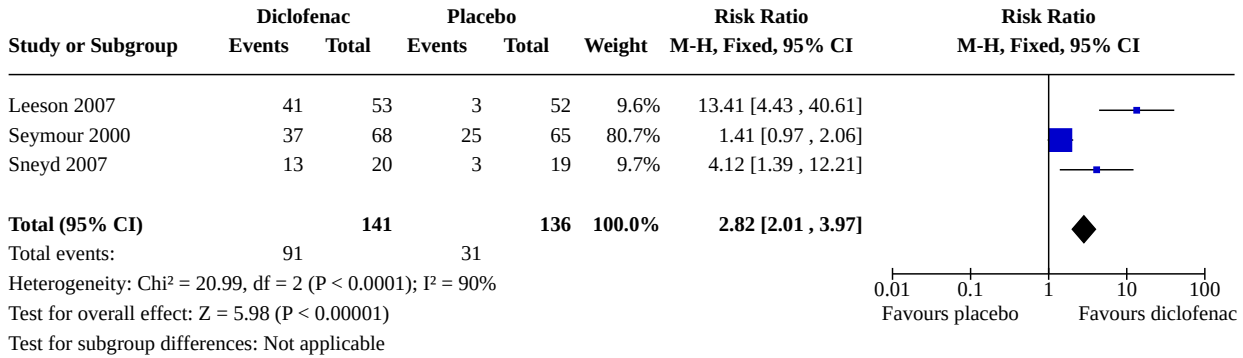 Diclofenac Placebo Risk Ratio Risk Ratio
Study or Subgroup Events Total Events Total Weight M-H, Fixed, 95% CI M-H, Fixed, 95% CI
Leeson 2007 41 53 3 52 9.6% 13.41 [4.43 , 40.61]
Seymour 2000 37 68 25 65 80.7% 1.41 [0.97 , 2.06]
Sneyd 2007 13 20 3 19 9.7% 4.12 [1.39 , 12.21]
Total (95% CI) 141 136 100.0% 2.82 [2.01 , 3.97]
Total events: 91 31
Heterogeneity: Chi² = 20.99, df = 2 (P < 0.0001); I² = 90%
0.01 0.1 1 10 100
Test for overall effect: Z = 5.98 (P < 0.00001) Favours placebo Favours diclofenac
Test for subgroup differences: Not applicable